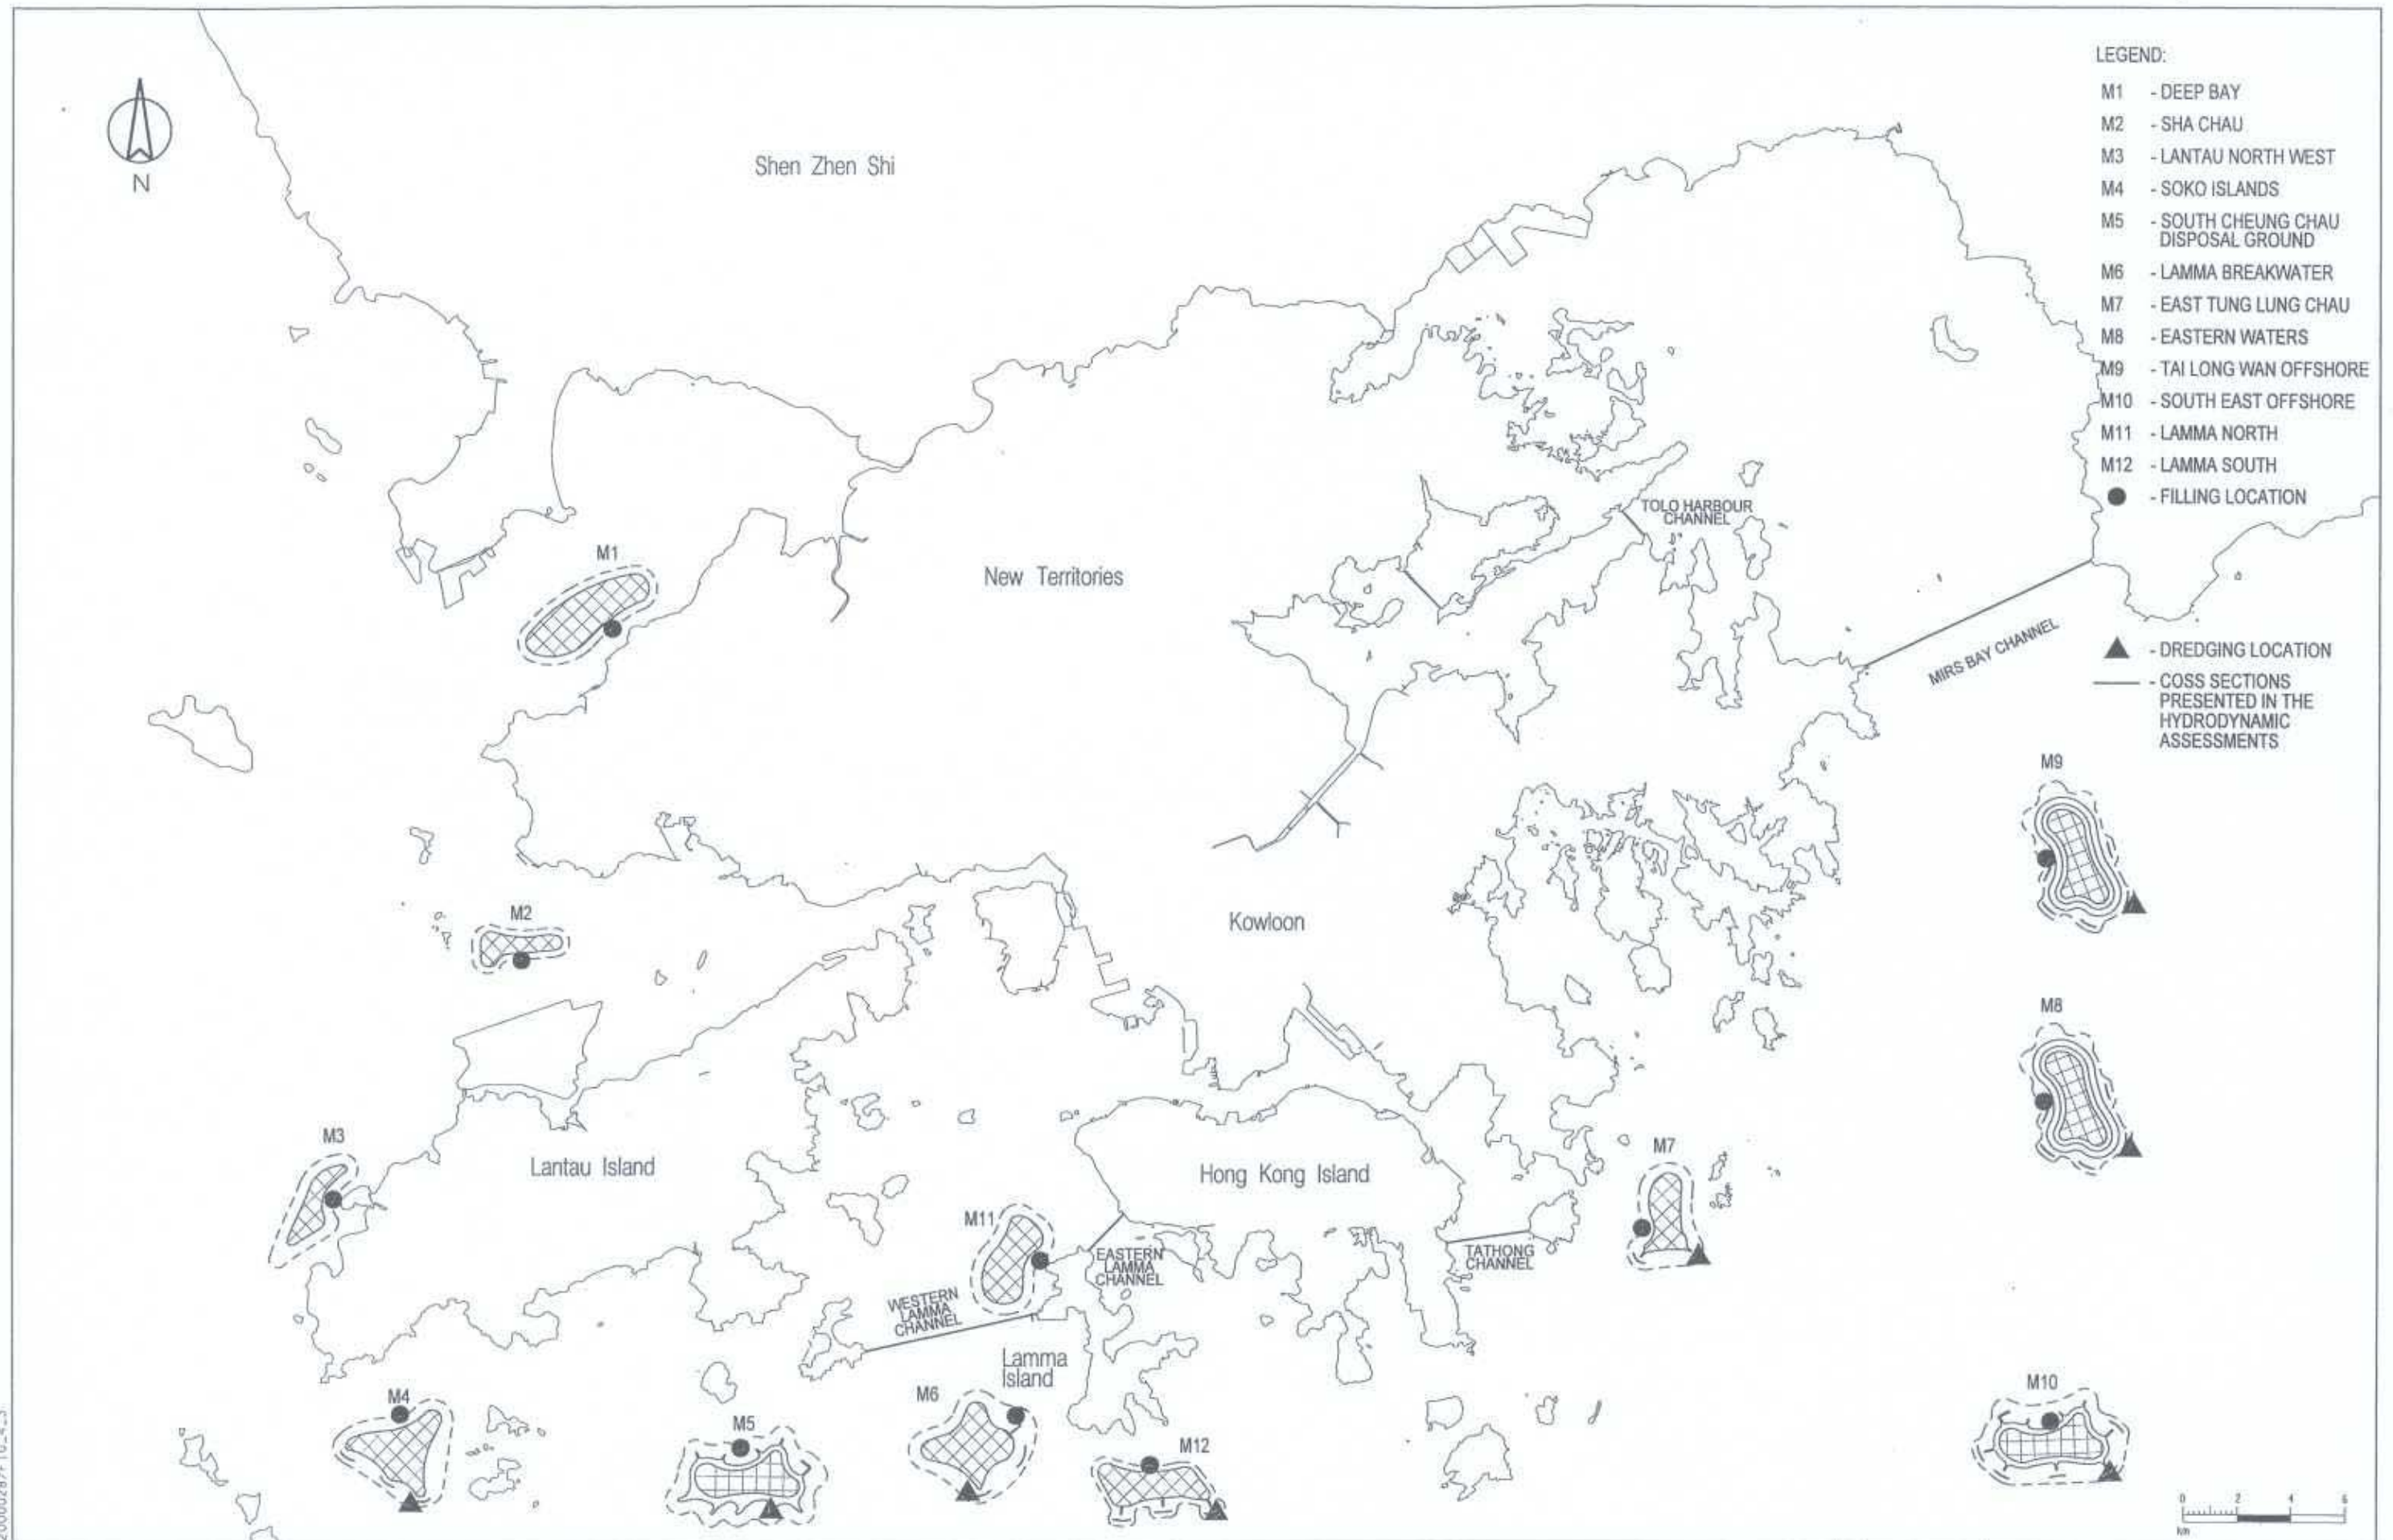 LEGEND:
M1 - DEEP BAY
M2 - SHA CHAU
M3 - LANTAU NORTH WEST
M4 - SOKO ISLANDS
M5 - SOUTH CHEUNG CHAU
DISPOSAL GROUND
M6 - LAMMA BREAKWATER
M7 - EAST TUNG LUNG CHAU
M8 - EASTERN WATERS
M9 - TAI LONG WAN OFFSHORE
M10 - SOUTH EAST OFFSHORE
M11 - LAMMA NORTH
M12 - LAMMA SOUTH
- FILLING LOCATION
- DREDGING LOCATION
- COSS SECTIONS
PRESENTED IN THE
HYDRODYNAMIC
ASSESSMENTS
N
Shen Zhen Shi
TOLO HARBOUR
CHANNEL
M1
New Territories
MIRS BAY CHANNEL
M9
M2
Kowloon
M8
M3
Lantau Island
Hong Kong Island
M7
M11
EASTERN
LAMMA
CHANNEL
TATHONG
CHANNEL
WESTERN
LAMMA
CHANNEL
Lamma
Island
M4
M5
M6
M12
M10
0 2 4 6
km